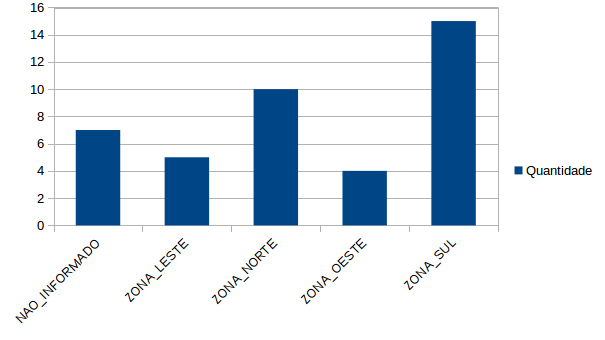 16
14
12
10
8
6
4
2
0
NAO_INFORMADO
ZONA_LESTE
ZONA_NORTE
ZONA_OESTE
ZONA_SUL
Quantidade